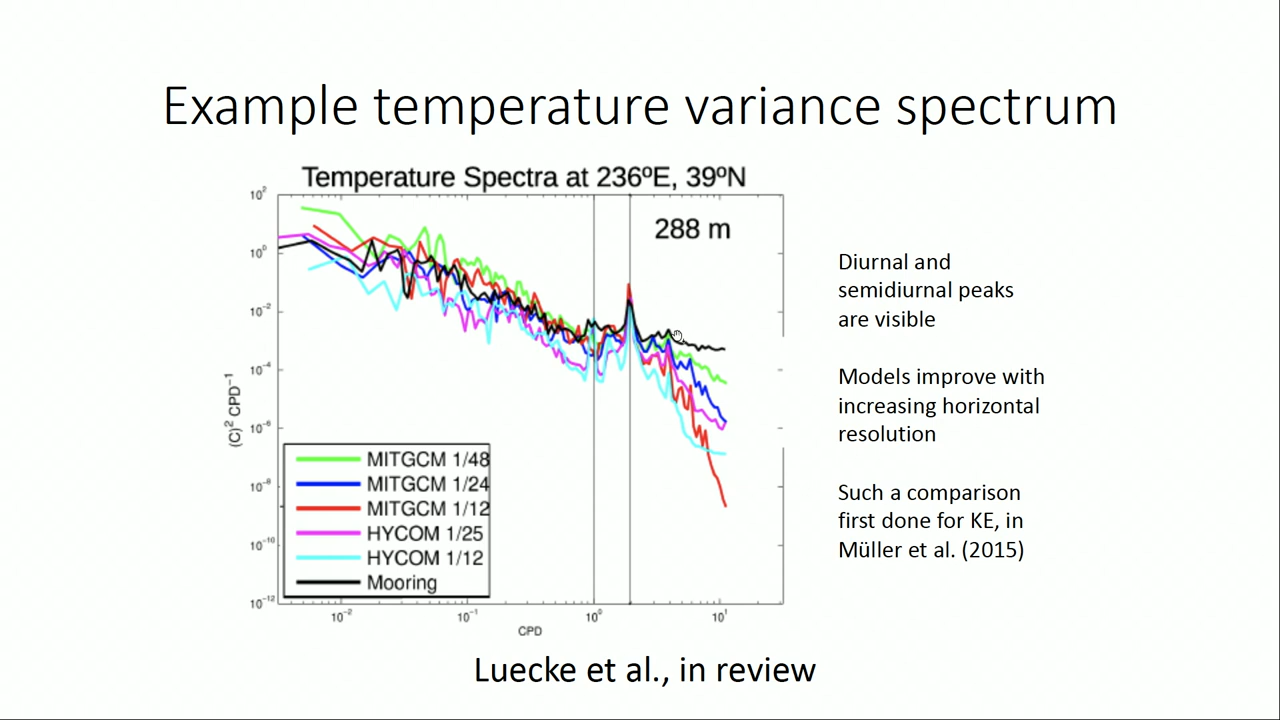 Example temperature variance spectrum
Temperature Spectra at 236ºE, 39ºN
288 m
10²
10⁰
10⁻²
10⁻⁴
10⁻⁶
10⁻⁸
10⁻¹⁰
10⁻¹²
(C)² CPD⁻¹
MITGCM 1/48
MITGCM 1/24
MITGCM 1/12
HYCOM 1/25
HYCOM 1/12
Mooring
10⁻² 10⁻¹ 10⁰ 10¹
CPD
Diurnal and
semidiurnal peaks
are visible
Models improve with
increasing horizontal
resolution
Such a comparison
first done for KE, in
Müller et al. (2015)
Luecke et al., in review